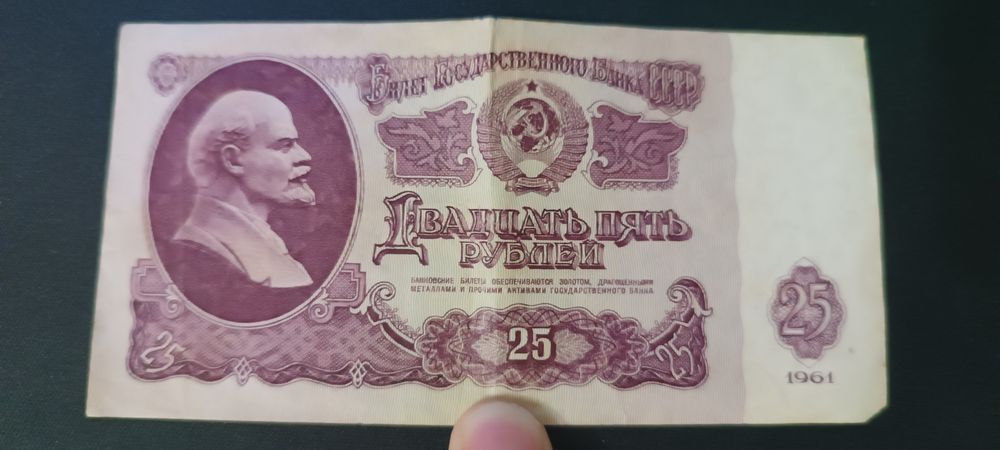 Билет Государственного Банка СССР
Двадцать пять
рублей
БАНКОВСКИЕ БИЛЕТЫ ОБЕСПЕЧИВАЮТСЯ ЗОЛОТОМ, ДРАГОЦЕННЫМИ
МЕТАЛЛАМИ И ПРОЧИМИ АКТИВАМИ ГОСУДАРСТВЕННОГО БАНКА
25
25
25
25
1961